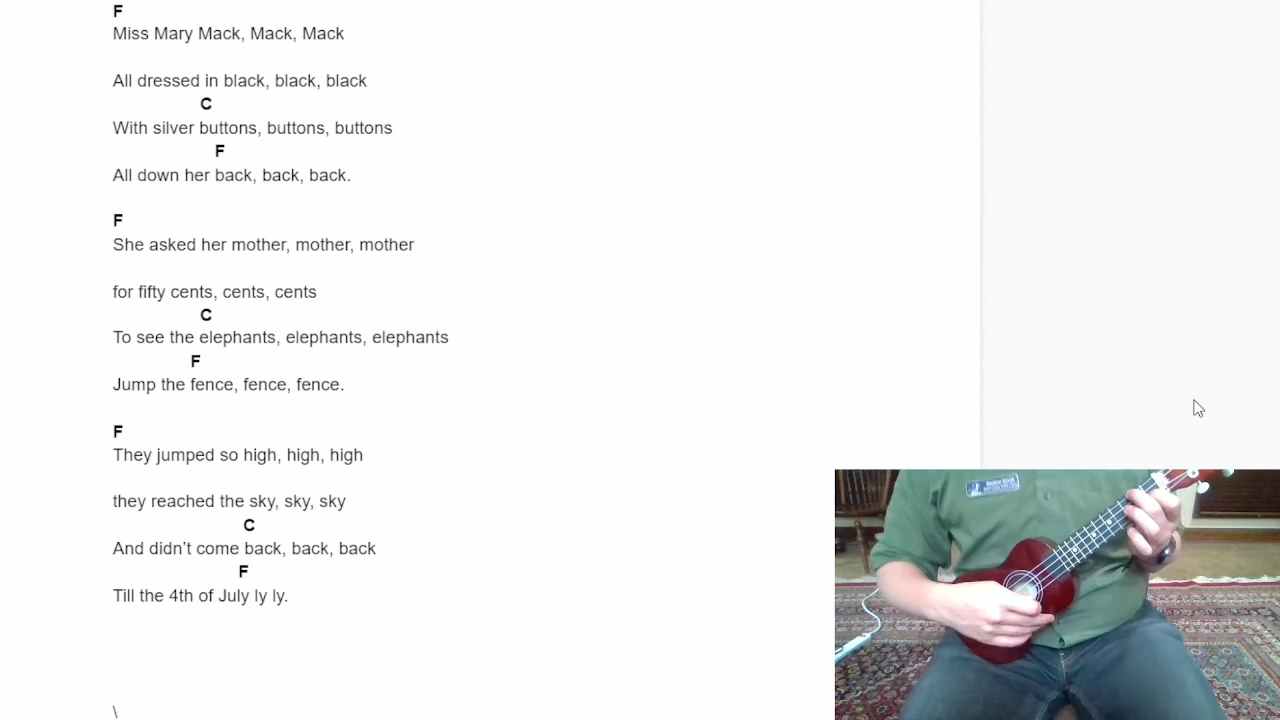 F
Miss Mary Mack, Mack, Mack
All dressed in black, black, black
C
With silver buttons, buttons, buttons
F
All down her back, back, back.
F
She asked her mother, mother, mother
for fifty cents, cents, cents
C
To see the elephants, elephants, elephants
F
Jump the fence, fence, fence.
F
They jumped so high, high, high
they reached the sky, sky, sky
C
And didn’t come back, back, back
F
Till the 4th of July ly ly.
\